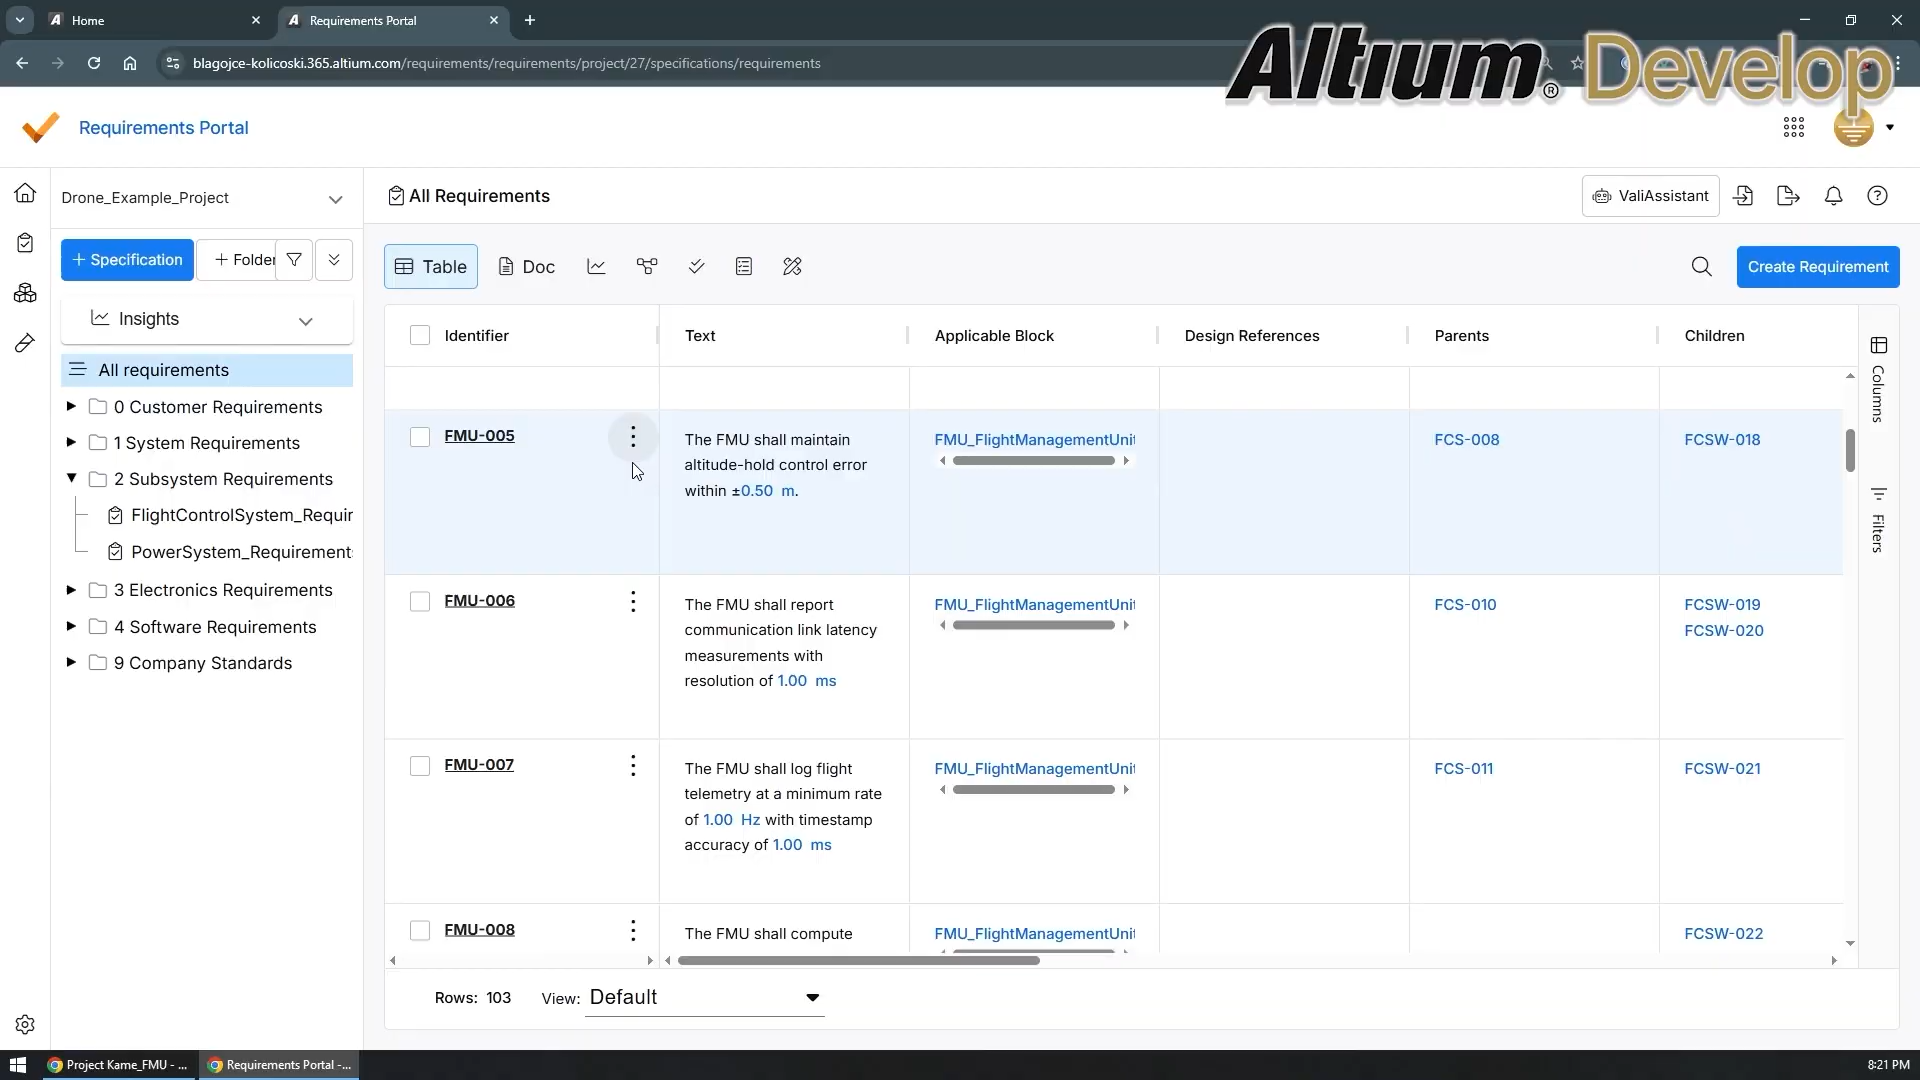 Home
Requirements Portal
blagojce-kolicoski.365.altium.com/requirements/requirements/project/27/specifications/requirements
Altium® Develop
Requirements Portal
Drone_Example_Project
All Requirements
ValiAssistant
Specification
Folder
Table
Doc
Create Requirement
Insights
All requirements
0 Customer Requirements
1 System Requirements
2 Subsystem Requirements
FlightControlSystem_Requir
PowerSystem_Requirement
3 Electronics Requirements
4 Software Requirements
9 Company Standards
Identifier
Text
Applicable Block
Design References
Parents
Children
Columns
Filters
FMU-005
The FMU shall maintain
altitude-hold control error
within ±0.50 m.
FMU_FlightManagementUnit
FCS-008
FCSW-018
FMU-006
The FMU shall report
communication link latency
measurements with
resolution of 1.00 ms
FMU_FlightManagementUnit
FCS-010
FCSW-019
FCSW-020
FMU-007
The FMU shall log flight
telemetry at a minimum rate
of 1.00 Hz with timestamp
accuracy of 1.00 ms
FMU_FlightManagementUnit
FCS-011
FCSW-021
FMU-008
The FMU shall compute
FMU_FlightManagementUnit
FCSW-022
Rows: 103
View: Default
Project Kame_FMU - ...
Requirements Portal -...
8:21 PM